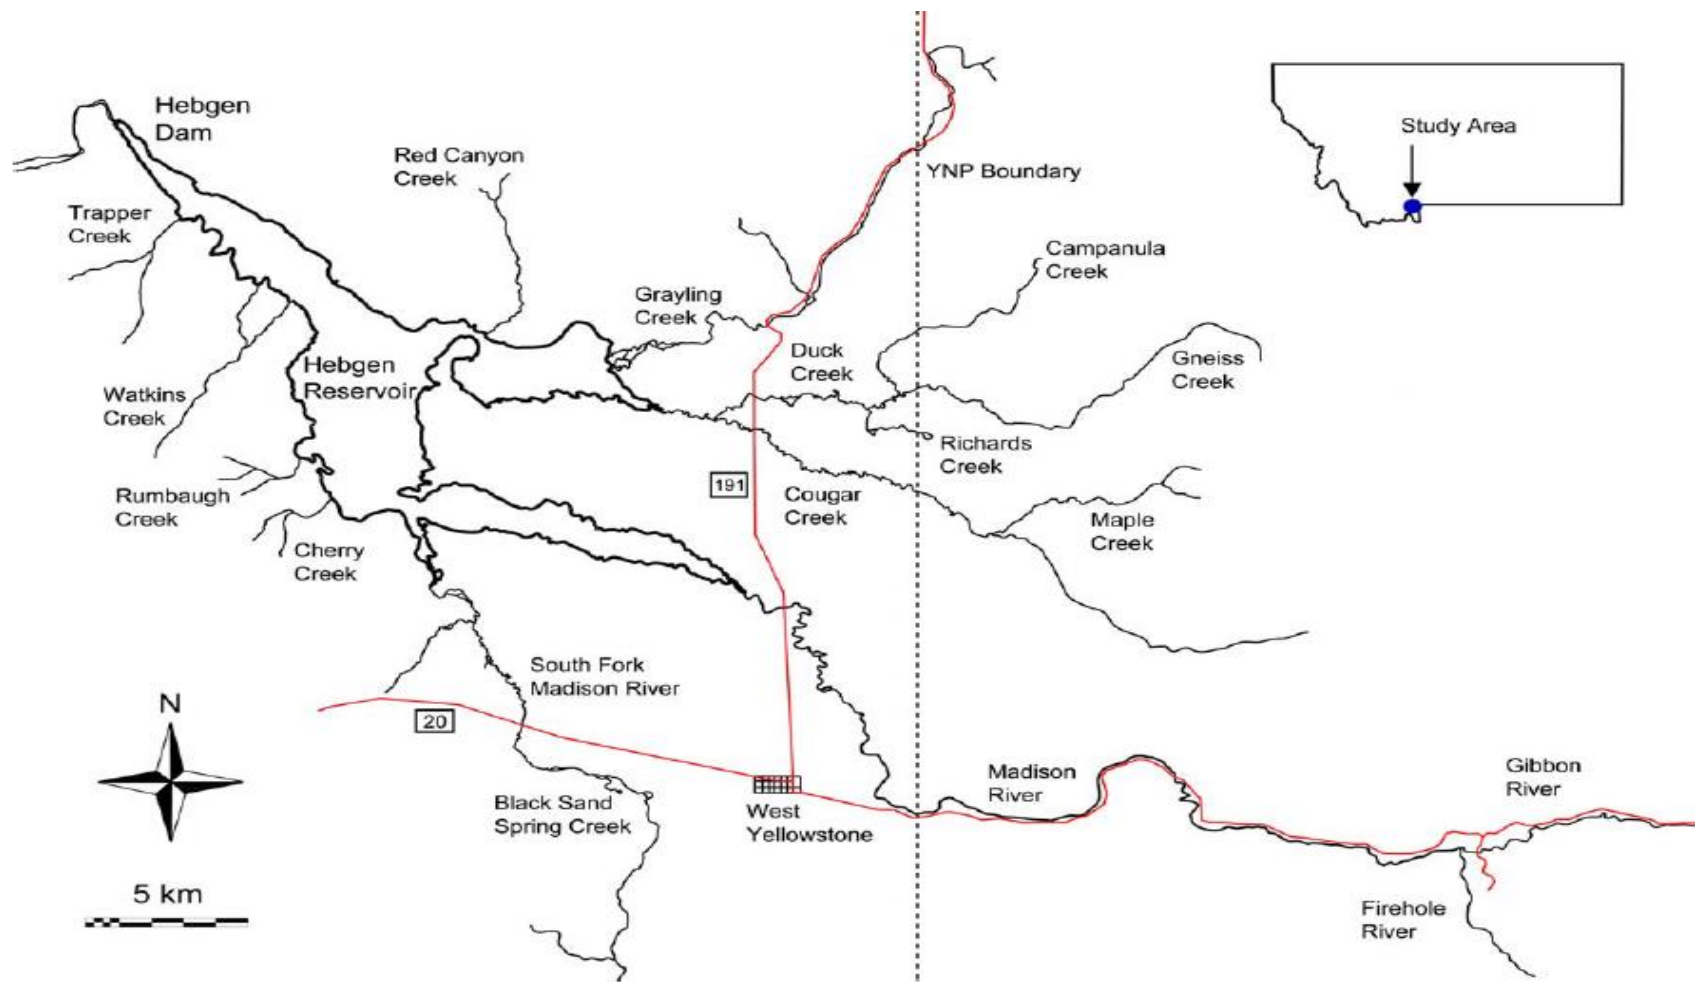 Hebgen
Dam
Red Canyon
Creek
Study Area
YNP Boundary
Trapper
Creek
Campanula
Creek
Grayling
Creek
Duck
Creek
Gneiss
Creek
Hebgen
Reservoir
Watkins
Creek
Richards
Creek
191
Rumbaugh
Creek
Cougar
Creek
Maple
Creek
Cherry
Creek
South Fork
Madison River
N
20
Madison
River
Gibbon
River
Black Sand
Spring Creek
West
Yellowstone
5 km
Firehole
River